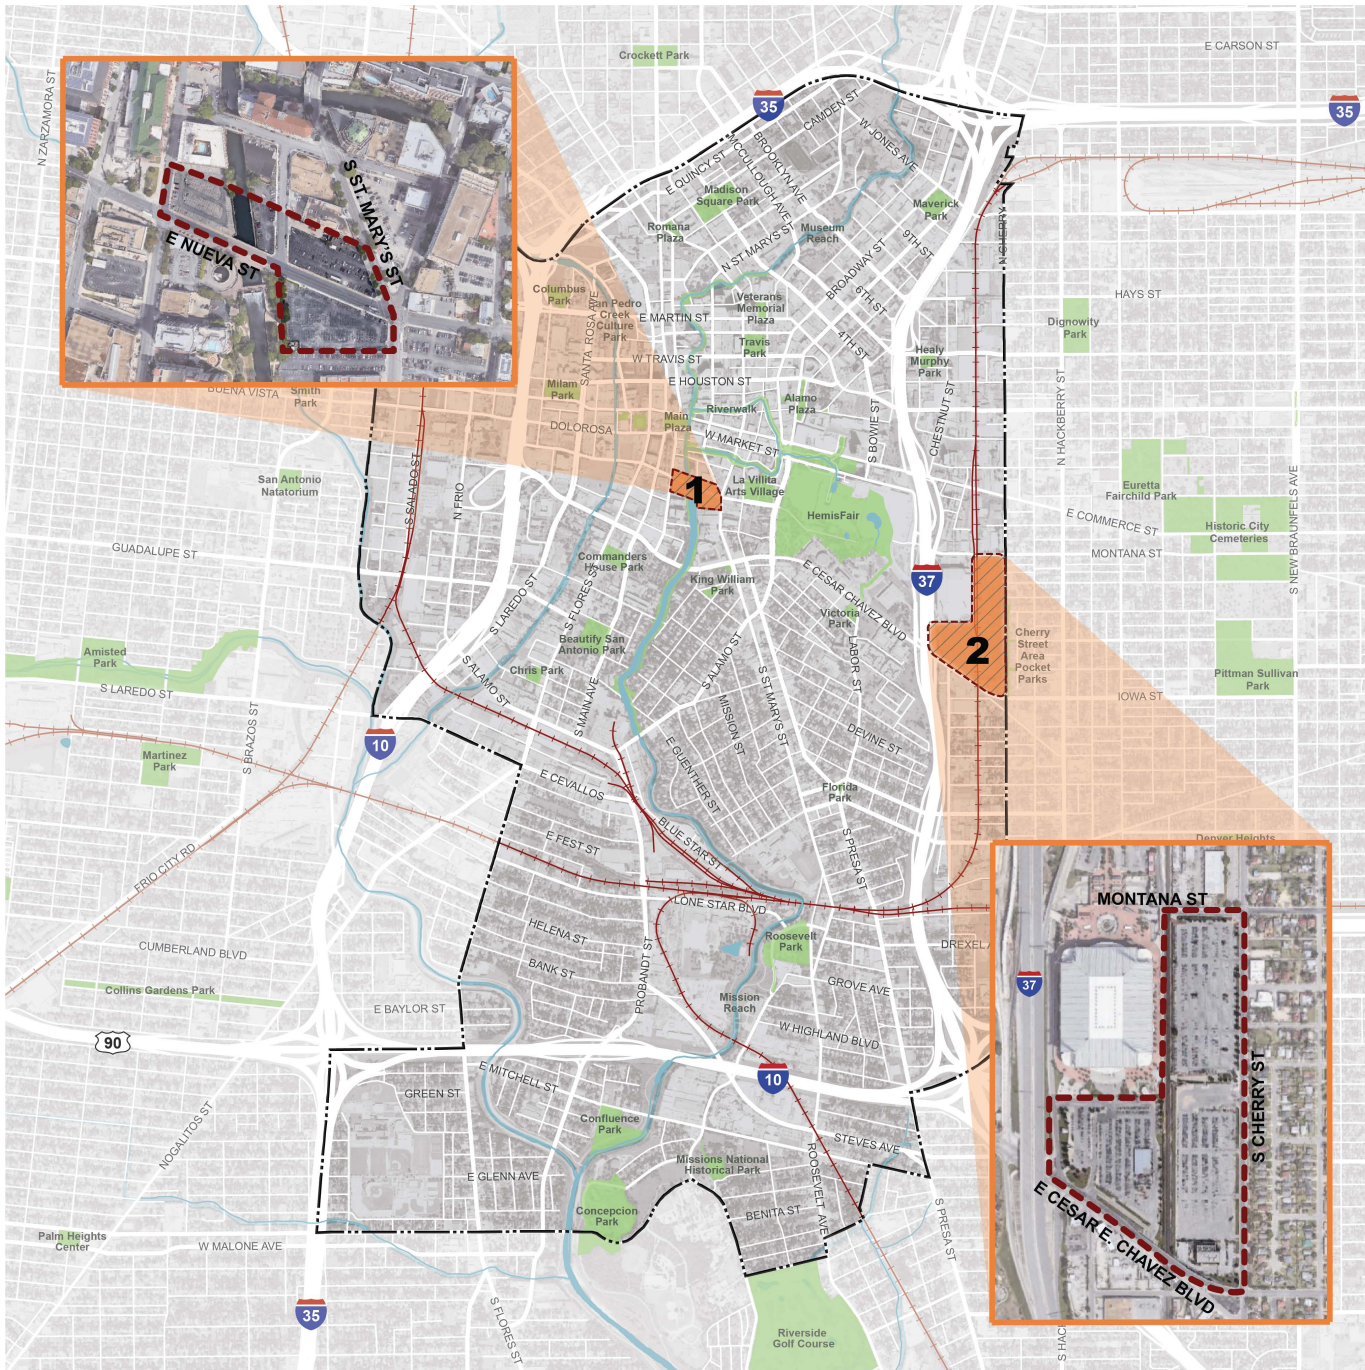 E CARSON ST
Crockett Park
35
35
N ZARZAMORA ST
CAMDEN ST
W JONES AVE
BROOKLYN AVE
MCCULLOUGH AVE
E QUINCY ST
Madison
Square Park
Maverick
Park
Romana
Plaza
Museum
Reach
9TH ST
N CHERRY
N ST MARYS S
BROADWAY ST
6TH ST
S ST. MARY'S ST
E NUEVA ST
Columbus
Park
an Pedro
Creek
Culture
Park
SANTA ROSA AVE
Veterans
Memorial
Plaza
E MARTIN ST
HAYS ST
Dignowity
Park
4TH ST
Travis
Park
W TRAVIS ST
Healy
Murphy
Park
E HOUSTON ST
BUENA VISTA
Smith
Park
Milam
Park
Alamo
Plaza
Riverwalk
Main
Plaza
DOLOROSA
W MARKET ST
S BOWIE ST
CHESTNUT ST
N HACKBERRY ST
San Antonio
Natatorium
S SALADO ST
N FRIO
1
La Villita
Arts Village
HemisFair
Euretta
Fairchild Park
Historic City
Cemeteries
E COMMERCE ST
MONTANA ST
S NEW BRAUNFELS AVE
GUADALUPE ST
Commanders
House Park
King William
Park
E CESAR CHAVEZ BLVD
37
S LAREDO ST
S FLORES S
Victoria
Park
LABOR ST
Beautify San
Antonio Park
2
Cherry
Street
Area
Pocket
Parks
Amisted
Park
S LAREDO ST
Chris Park
S ALAMO ST
S ALAMO ST
S ST MARYS ST
Pittman Sullivan
Park
IOWA ST
S MAIN AVE
MISSION ST
S BRAZOS ST
10
E GUENTHER ST
DEVINE ST
Martinez
Park
E CEVALLOS
Florida
Park
BLUE STAR ST
S PRESA ST
E FEST ST
Denver Heights
FRIO CITY RD
LONE STAR BLVD
HELENA ST
Roosevelt
Park
DREXEL A
CUMBERLAND BLVD
BANK ST
PROBANDT ST
Collins Gardens Park
Mission
Reach
GROVE AVE
E BAYLOR ST
W HIGHLAND BLVD
90
E MITCHELL ST
10
GREEN ST
Confluence
Park
STEVES AVE
NOGALITOS ST
Missions National
Historical Park
ROOSEVELT AVE
E GLENN AVE
Concepcion
Park
BENITA ST
S PRESA ST
Palm Heights
Center
W MALONE AVE
35
S FLORES ST
Riverside
Golf Course
S HAC
MONTANA ST
37
S CHERRY ST
E CESAR E. CHAVEZ BLVD